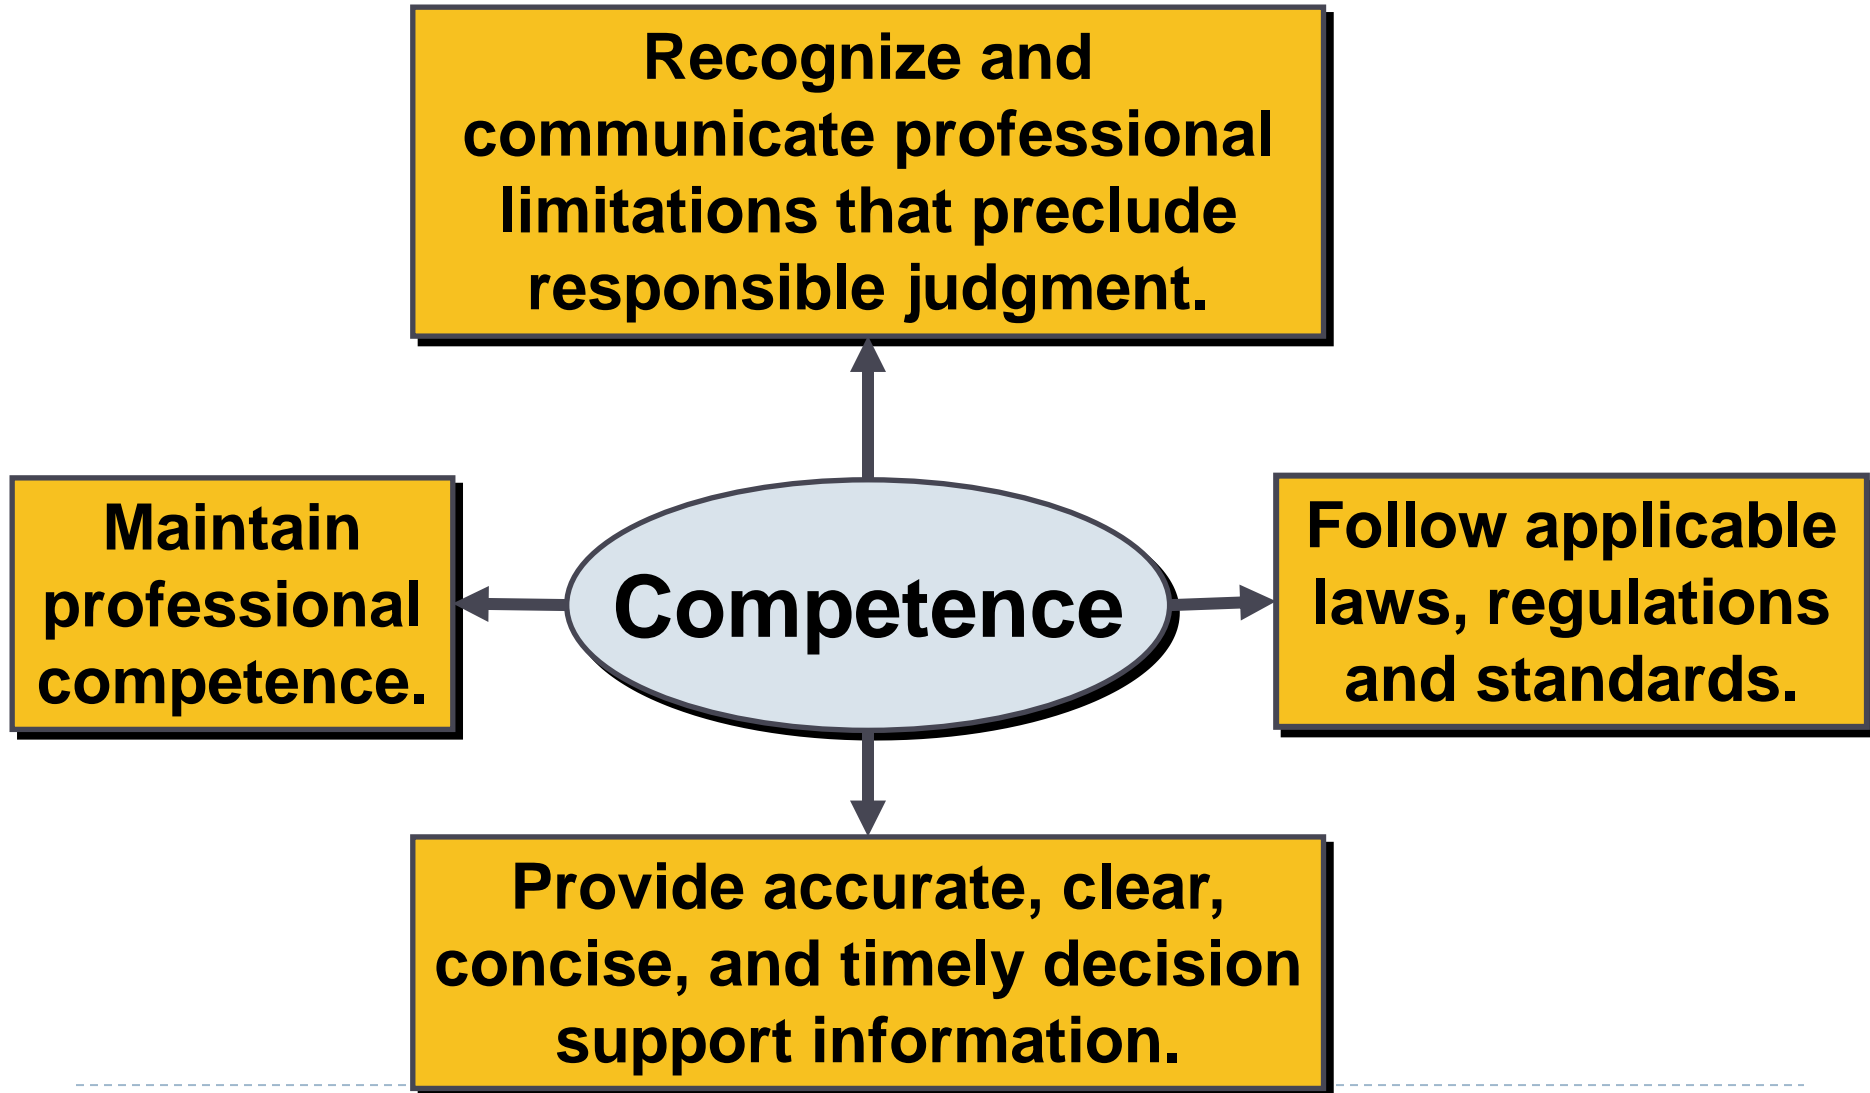 Recognize and
communicate professional
limitations that preclude
responsible judgment.
Maintain
professional
competence.
Competence
Follow applicable
laws, regulations
and standards.
Provide accurate, clear,
concise, and timely decision
support information.